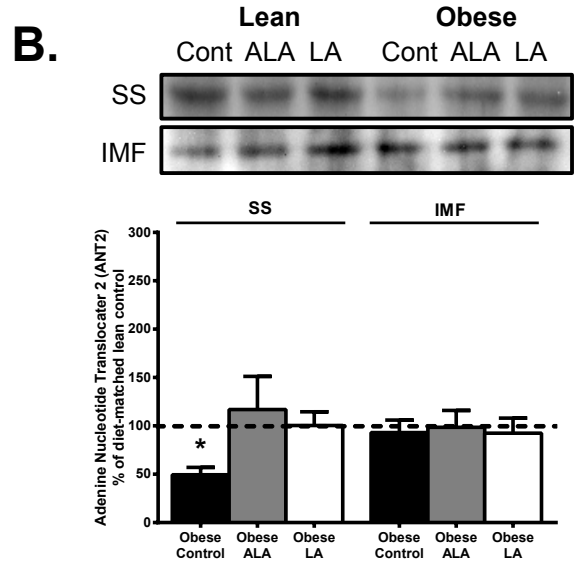 B.
Lean Obese
Cont ALA LA Cont ALA LA
SS
IMF
SS IMF
Adenine Nucleotide Translocater 2 (ANT2)
% of diet-matched lean control
300
250
200
150
100
50
0
*
Obese Obese Obese Obese Obese Obese
Control ALA LA Control ALA LA